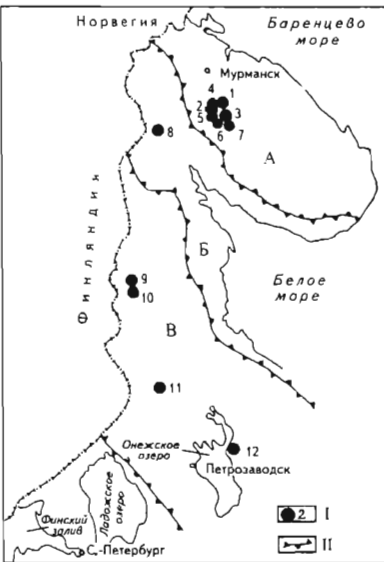 Норвегия
Баренцево
море
Мурманск
4 1
2
3
5
6 7
8
А
Финляндия
Б
Белое
море
9
10
В
11
12
Онежское
озеро
Петрозаводск
Ладожское
озеро
Финский
залив
С.-Петербург
2 I
II